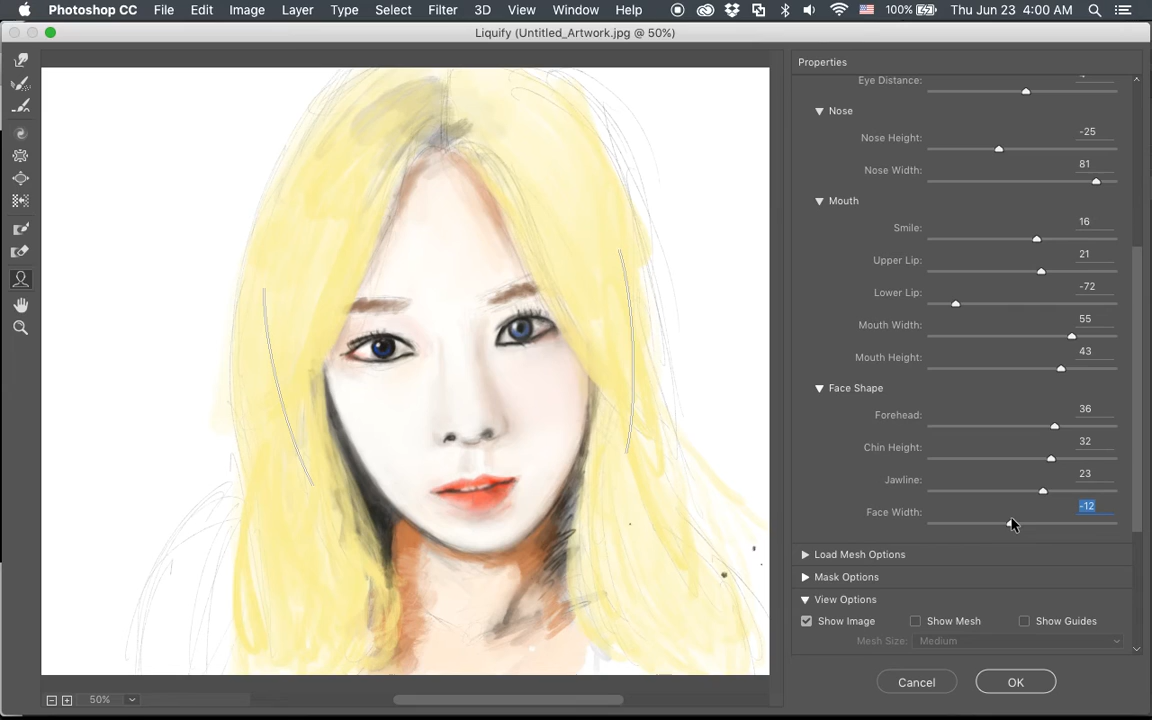 Photoshop CC File Edit Image Layer Type Select Filter 3D View Window Help 100% Thu Jun 23 4:00 AM
Liquify (Untitled_Artwork.jpg @ 50%)
Properties
Eye Distance:
Nose
Nose Height: -25
Nose Width: 81
Mouth
Smile: 16
Upper Lip: 21
Lower Lip: -72
Mouth Width: 55
Mouth Height: 43
Face Shape
Forehead: 36
Chin Height: 32
Jawline: 23
Face Width: -12
Load Mesh Options
Mask Options
View Options
Show Image Show Mesh Show Guides
Mesh Size: Medium
Cancel OK
50%